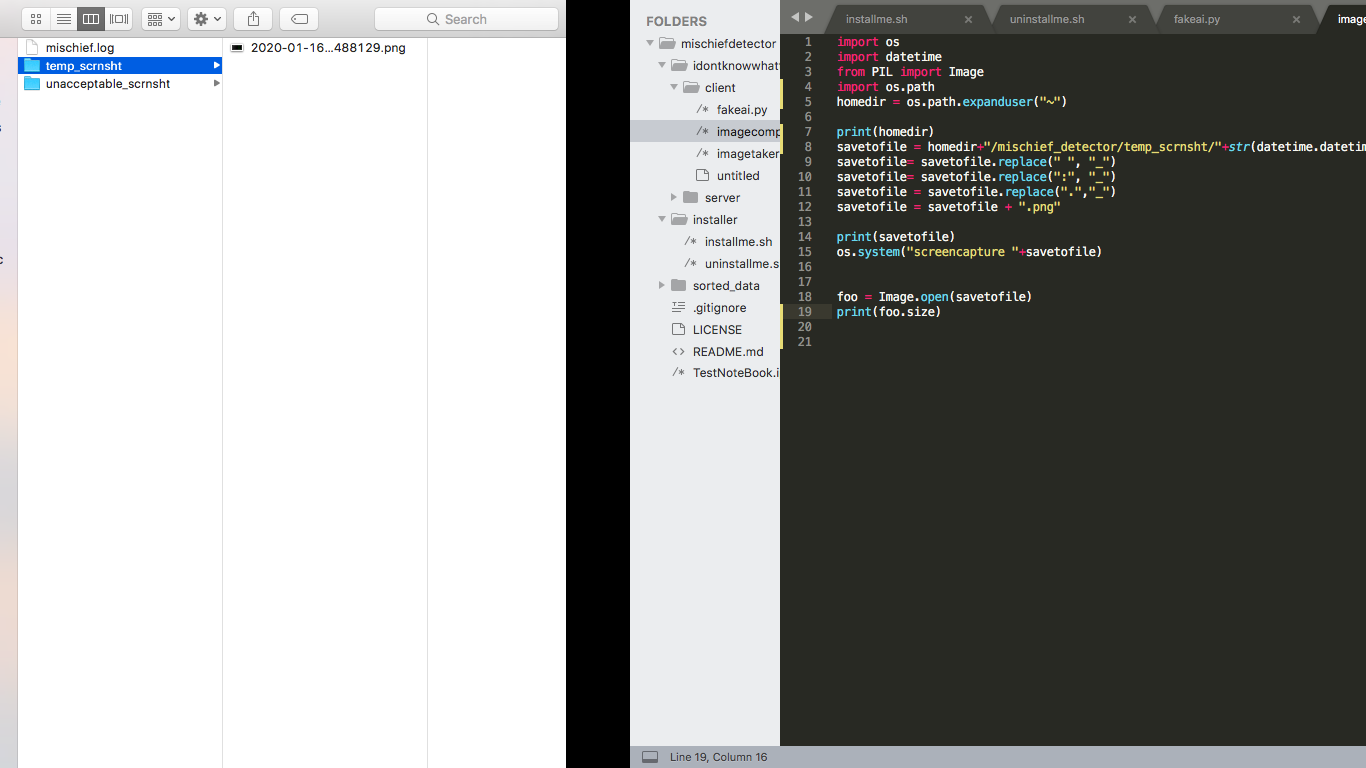 Search
mischief.log
temp_scrnsht
unacceptable_scrnsht
2020-01-16...488129.png
FOLDERS
mischiefdetector
idontknowwhat
client
/* fakeai.py
/* imagecomp
/* imagetaker
untitled
server
installer
/* installme.sh
/* uninstallme.s
sorted_data
.gitignore
LICENSE
<> README.md
/* TestNoteBook.i
installme.sh ×
uninstallme.sh ×
fakeai.py ×
image
1 import os
2 import datetime
3 from PIL import Image
4 import os.path
5 homedir = os.path.expanduser("~")
6
7 print(homedir)
8 savetofile = homedir+"/mischief_detector/temp_scrnsht/"+str(datetime.datetim
9 savetofile= savetofile.replace(" ", "_")
10 savetofile= savetofile.replace(":", "_")
11 savetofile = savetofile.replace(".","_")
12 savetofile = savetofile + ".png"
13
14 print(savetofile)
15 os.system("screencapture "+savetofile)
16
17
18 foo = Image.open(savetofile)
19 print(foo.size)
20
21
Line 19, Column 16